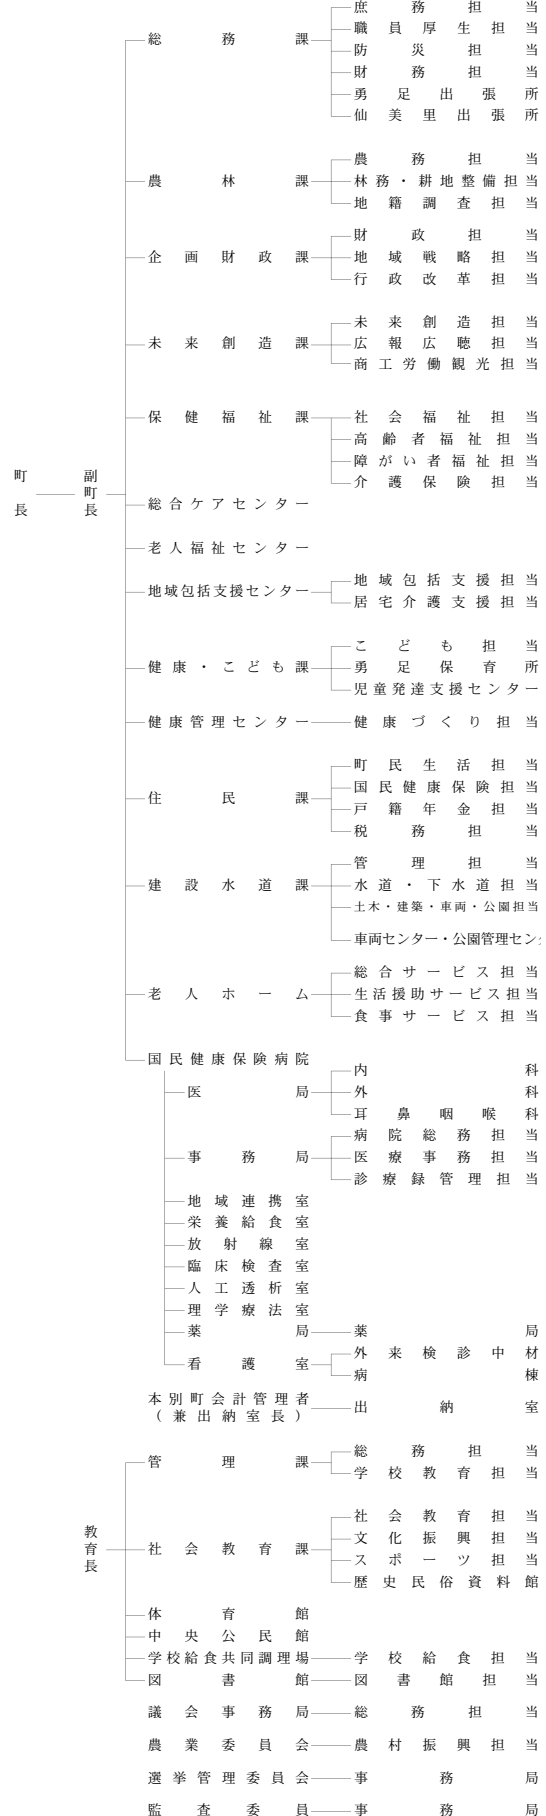 町長
副町長
総務課
庶務担当
職員厚生担当
防災担当
財務担当
勇足出張所
仙美里出張所
農林課
農務担当
林務・耕地整備担当
地籍調査担当
企画財政課
財政担当
地域戦略担当
行政改革担当
未来創造課
未来創造担当
広報広聴担当
商工労働観光担当
保健福祉課
社会福祉担当
高齢者福祉担当
障がい者福祉担当
介護保険担当
総合ケアセンター
老人福祉センター
地域包括支援センター
地域包括支援担当
居宅介護支援担当
健康・こども課
こども担当
勇足保育所
児童発達支援センター
健康管理センター
健康づくり担当
住民課
町民生活担当
国民健康保険担当
戸籍年金担当
税務担当
建設水道課
管理担当
水道・下水道担当
土木・建築・車両・公園担当
車両センター・公園管理セン
老人ホーム
総合サービス担当
生活援助サービス担当
食事サービス担当
国民健康保険病院
医局
内科
外科
耳鼻咽喉科
事務局
病院総務担当
医療事務担当
診療録管理担当
地域連携室
栄養給食室
放射線室
臨床検査室
人工透析室
理学療法室
薬局
薬局
看護室
外来検診中材
病棟
本別町会計管理者
(兼出納室長)
出納室
教育長
管理課
総務担当
学校教育担当
社会教育課
社会教育担当
文化振興担当
スポーツ担当
歴史民俗資料館
体育館
中央公民館
学校給食共同調理場
学校給食担当
図書館
図書館担当
議会事務局
総務担当
農業委員会
農村振興担当
選挙管理委員会
事務局
監査委員
事務局